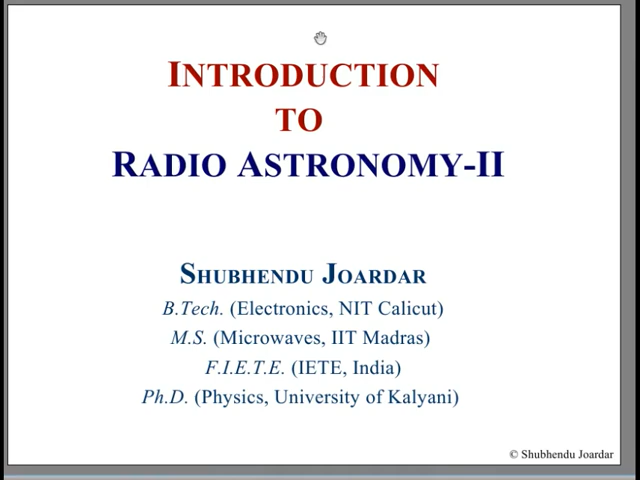 INTRODUCTION
TO
RADIO ASTRONOMY-II
SHUBHENDU JOARDAR
B.Tech. (Electronics, NIT Calicut)
M.S. (Microwaves, IIT Madras)
F.I.E.T.E. (IETE, India)
Ph.D. (Physics, University of Kalyani)
© Shubhendu Joardar